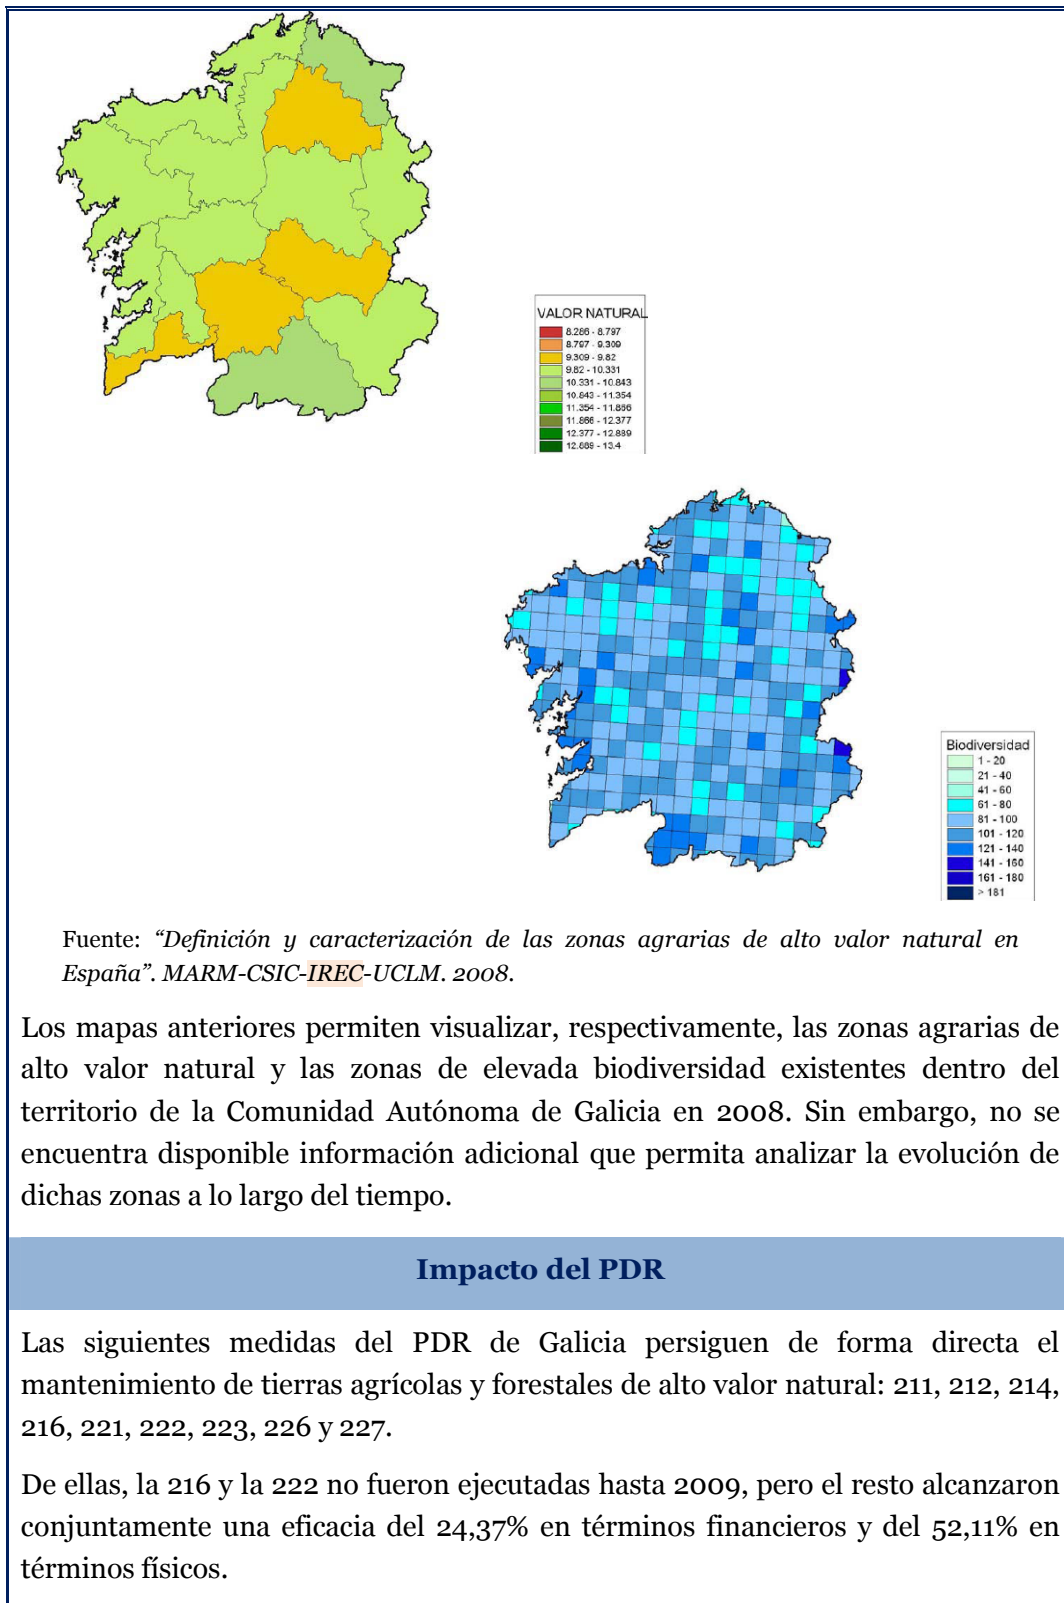 VALOR NATURAL
8.286 - 8.797
8.797 - 9.309
9.309 - 9.82
9.82 - 10.331
10.331 - 10.843
10.843 - 11.354
11.354 - 11.866
11.866 - 12.377
12.377 - 12.889
12.889 - 13.4
Biodiversidad
1 - 20
21 - 40
41 - 60
61 - 80
81 - 100
101 - 120
121 - 140
141 - 160
161 - 180
> 181
Fuente: “Definición y caracterización de las zonas agrarias de alto valor natural en
España”. MARM-CSIC-IREC-UCLM. 2008.
Los mapas anteriores permiten visualizar, respectivamente, las zonas agrarias de
alto valor natural y las zonas de elevada biodiversidad existentes dentro del
territorio de la Comunidad Autónoma de Galicia en 2008. Sin embargo, no se
encuentra disponible información adicional que permita analizar la evolución de
dichas zonas a lo largo del tiempo.
Impacto del PDR
Las siguientes medidas del PDR de Galicia persiguen de forma directa el
mantenimiento de tierras agrícolas y forestales de alto valor natural: 211, 212, 214,
216, 221, 222, 223, 226 y 227.
De ellas, la 216 y la 222 no fueron ejecutadas hasta 2009, pero el resto alcanzaron
conjuntamente una eficacia del 24,37% en términos financieros y del 52,11% en
términos físicos.